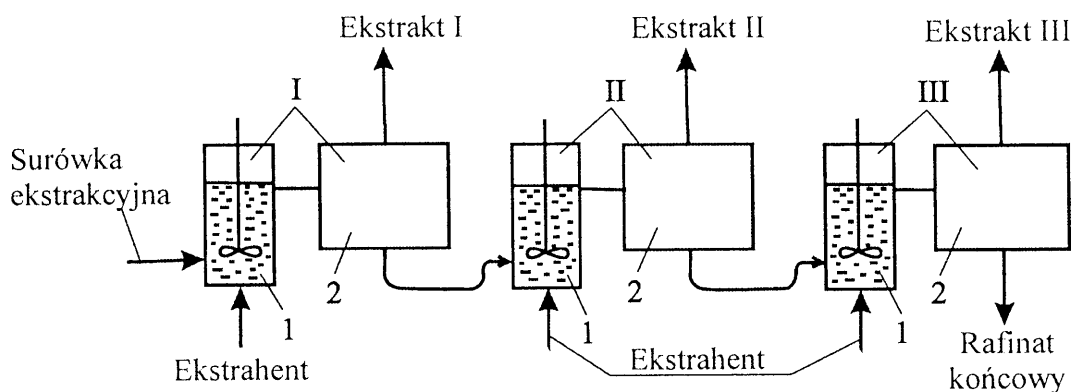 Ekstrakt I
Ekstrakt II
Ekstrakt III
I
II
III
Surówka
ekstrakcyjna
2
2
2
1
1
1
Ekstrahent
Ekstrahent
Rafinat
końcowy